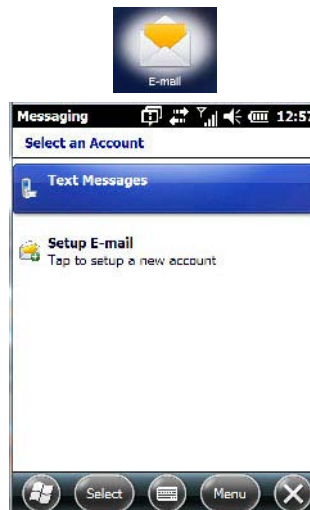 E-mail
Messaging 12:57
Select an Account
Text Messages
Setup E-mail
Tap to setup a new account
Select Menu